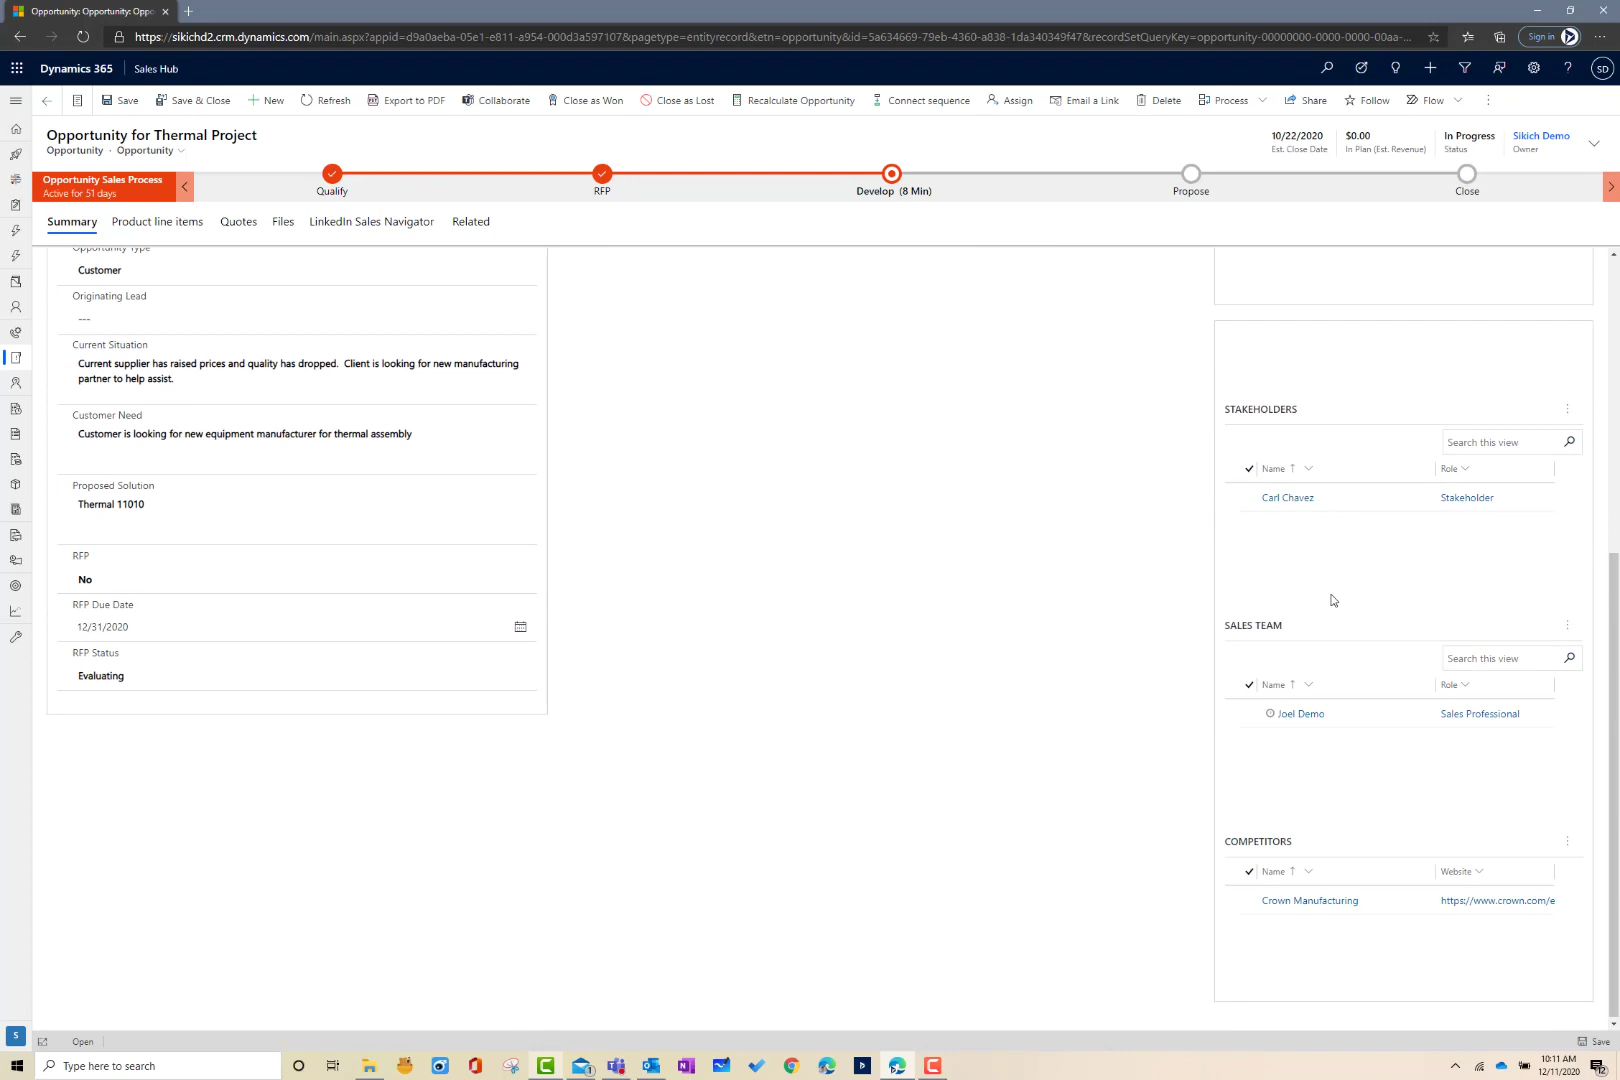 Opportunity: Opportunity: Oppo
https://sikichd2.crm.dynamics.com/main.aspx?appid=d9a0aeba-05e1-e811-a954-000d3a597107&pagetype=entityrecord&etn=opportunity&id=5a634669-79eb-4360-a838-1da340349f47&recordSetQueryKey=opportunity-00000000-0000-0000-00aa-...
Sign in
Dynamics 365
Sales Hub
SD
Save
Save & Close
New
Refresh
Export to PDF
Collaborate
Close as Won
Close as Lost
Recalculate Opportunity
Connect sequence
Assign
Email a Link
Delete
Process
Share
Follow
Flow
Opportunity for Thermal Project
Opportunity · Opportunity
10/22/2020
Est. Close Date
$0.00
In Plan (Est. Revenue)
In Progress
Status
Sikich Demo
Owner
Opportunity Sales Process
Active for 51 days
Qualify
RFP
Develop (8 Min)
Propose
Close
Summary
Product line items
Quotes
Files
LinkedIn Sales Navigator
Related
Opportunity Type
Customer
Originating Lead
---
Current Situation
Current supplier has raised prices and quality has dropped. Client is looking for new manufacturing
partner to help assist.
Customer Need
Customer is looking for new equipment manufacturer for thermal assembly
Proposed Solution
Thermal 11010
RFP
No
RFP Due Date
12/31/2020
RFP Status
Evaluating
STAKEHOLDERS
Search this view
Name
Role
Carl Chavez
Stakeholder
SALES TEAM
Search this view
Name
Role
Joel Demo
Sales Professional
COMPETITORS
Name
Website
Crown Manufacturing
https://www.crown.com/e
S
Open
Save
Type here to search
10:11 AM
12/11/2020
12